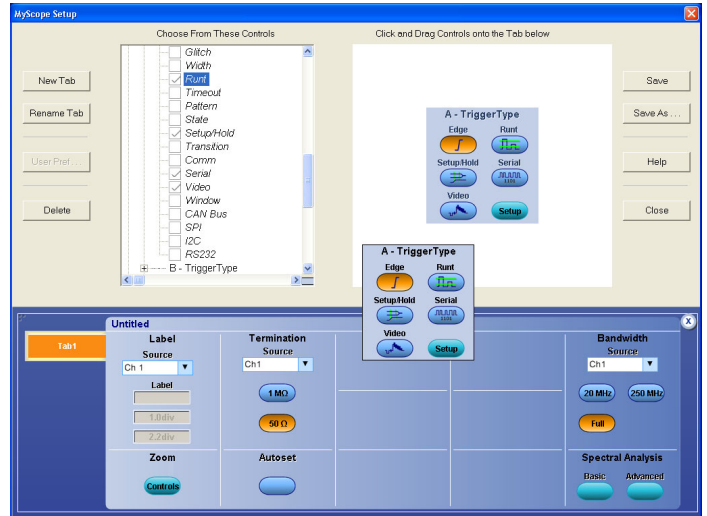 MyScope Setup
Choose From These Controls
Click and Drag Controls onto the Tab below
New Tab
Rename Tab
User Pref ...
Delete
Glitch
Width
Runt
Timeout
Pattern
State
Setup/Hold
Transition
Comm
Serial
Video
Window
CAN Bus
SPI
I2C
RS232
B - TriggerType
A - TriggerType
Edge Runt
Setup/Hold Serial
1101
Video
Setup
Save
Save As ...
Help
Close
A - TriggerType
Edge Runt
Setup/Hold Serial
1101
Video
Setup
Tab1
Untitled
Label
Source
Ch 1
Label
1.0div
2.2div
Termination
Source
Ch1
1 MΩ
50 Ω
Bandwidth
Source
Ch1
20 MHz 250 MHz
Full
Zoom
Controls
Autoset
Spectral Analysis
Basic Advanced
X